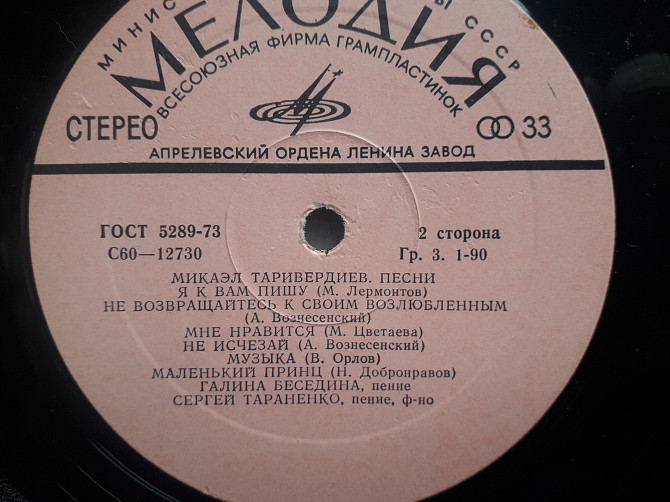 МИНИС
Ы СССР
МЕЛОДИЯ
ВСЕСОЮЗНАЯ ФИРМА ГРАМПЛАСТИНОК
СТЕРЕО
33
АПРЕЛЕВСКИЙ ОРДЕНА ЛЕНИНА ЗАВОД
ГОСТ 5289-73
2 сторона
С60—12730
Гр. 3. 1-90
МИКАЭЛ ТАРИВЕРДИЕВ. ПЕСНИ
Я К ВАМ ПИШУ (М. Лермонтов)
НЕ ВОЗВРАЩАЙТЕСЬ К СВОИМ ВОЗЛЮБЛЕННЫМ
(А. Вознесенский)
МНЕ НРАВИТСЯ (М. Цветаева)
НЕ ИСЧЕЗАЙ (А. Вознесенский)
МУЗЫКА (В. Орлов)
МАЛЕНЬКИЙ ПРИНЦ (Н. Добронравов)
ГАЛИНА БЕСЕДИНА, пение
СЕРГЕЙ ТАРАНЕНКО, пение, ф-но